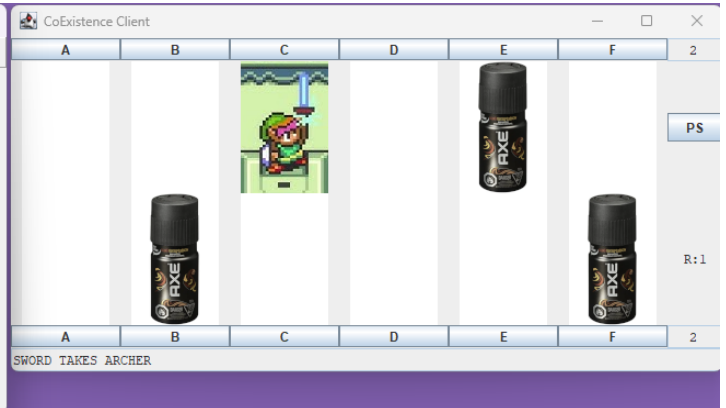 CoExistence Client
A B C D E F 2
AXE
PS
AXE
AXE
R:1
A B C D E F 2
SWORD TAKES ARCHER